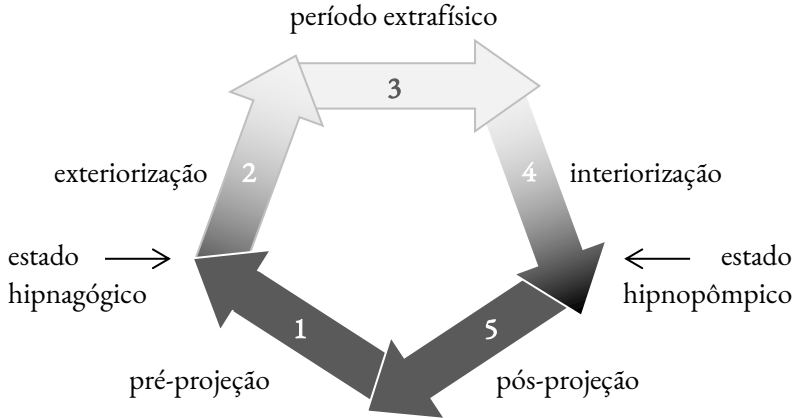 período extrafísico
3
exteriorização
2
4
interiorização
estado
hipnagógico
estado
hipnopômpico
1
5
pré-projeção
pós-projeção